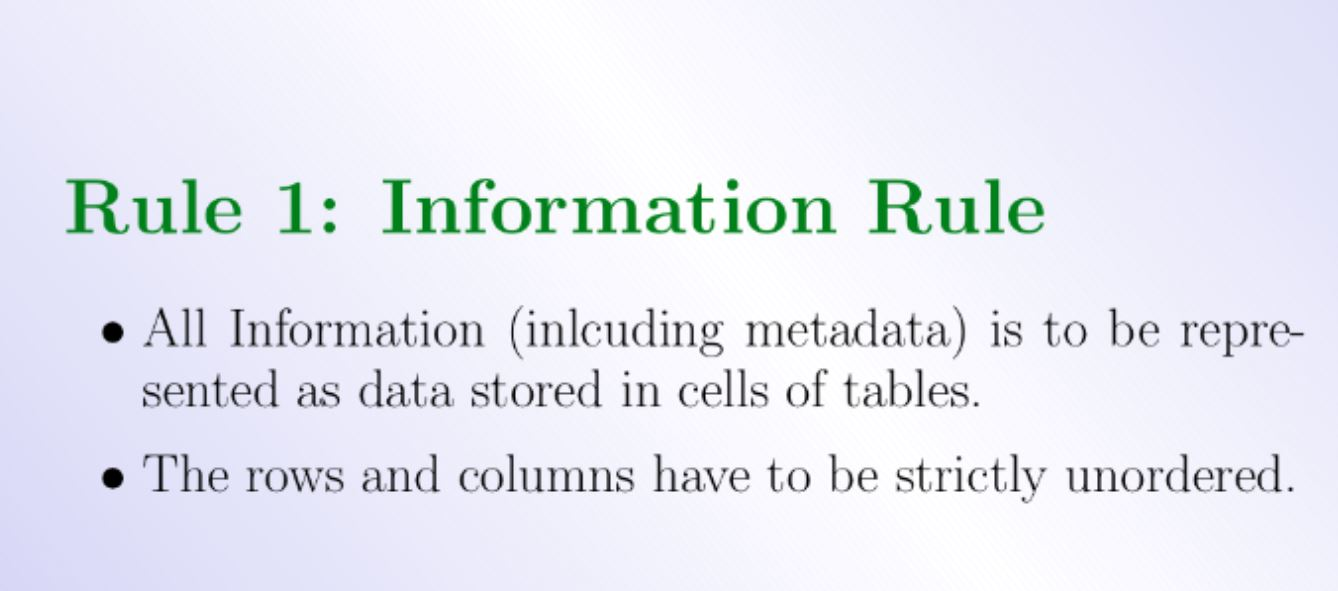 Rule 1: Information Rule
• All Information (inlcuding metadata) is to be repre-
sented as data stored in cells of tables.
• The rows and columns have to be strictly unordered.